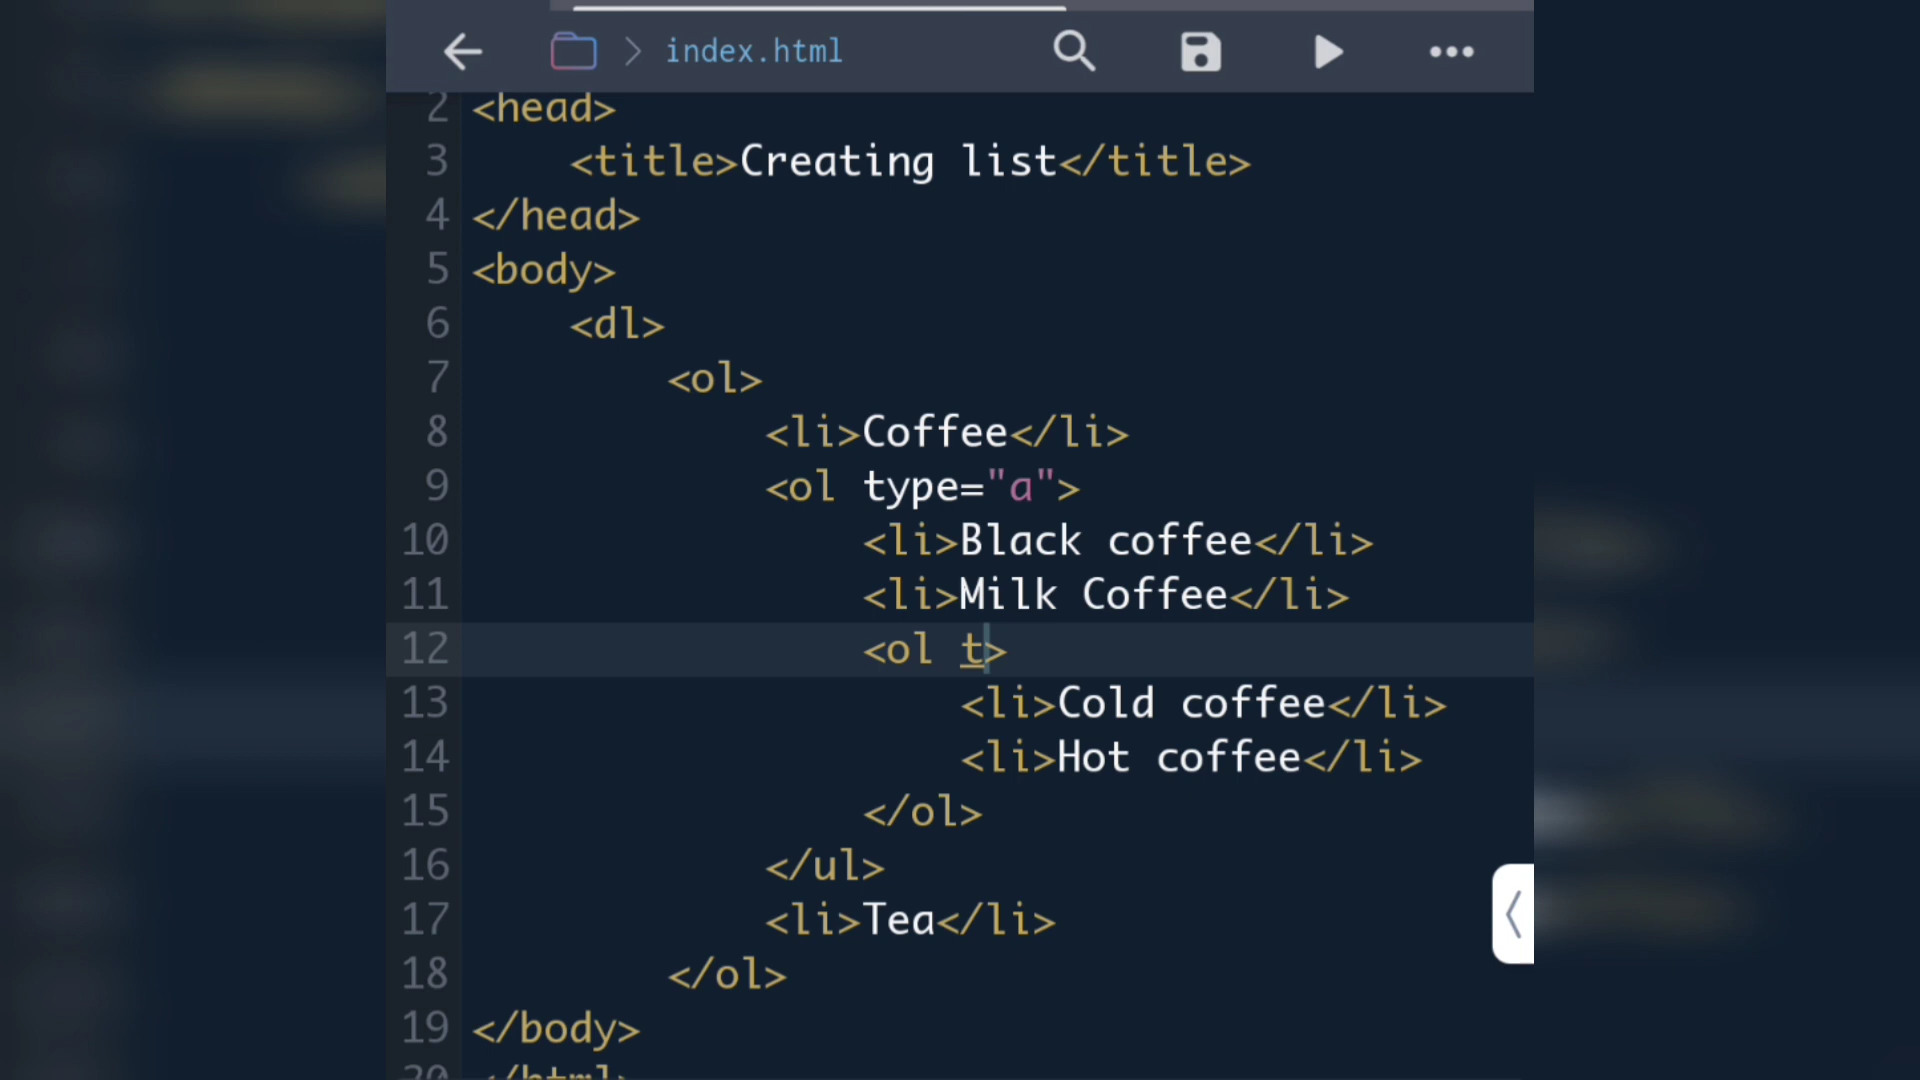 index.html
2 <head>
3 <title>Creating list</title>
4 </head>
5 <body>
6 <dl>
7 <ol>
8 <li>Coffee</li>
9 <ol type="a">
10 <li>Black coffee</li>
11 <li>Milk Coffee</li>
12 <ol t>
13 <li>Cold coffee</li>
14 <li>Hot coffee</li>
15 </ol>
16 </ul>
17 <li>Tea</li>
18 </ol>
19 </body>
20 </html>